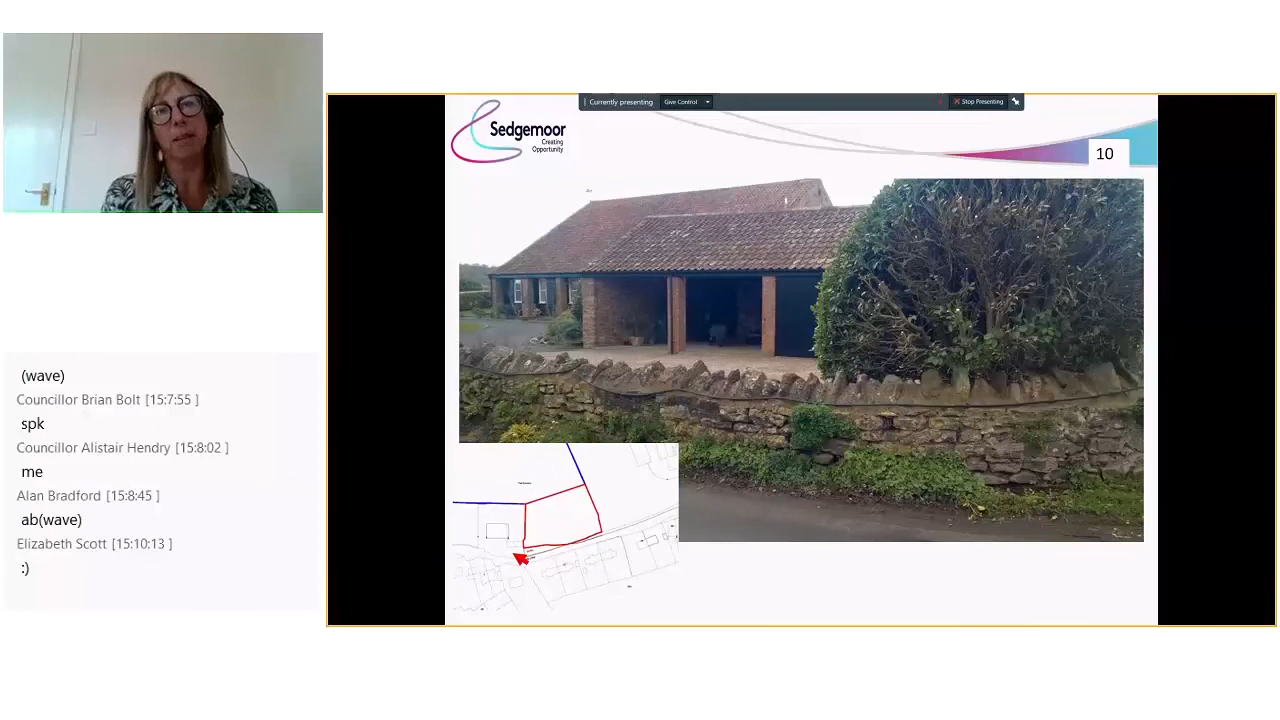 (wave)
Councillor Brian Bolt [15:7:55 ]
spk
Councillor Alistair Hendry [15:8:02 ]
me
Alan Bradford [15:8:45 ]
ab(wave)
Elizabeth Scott [15:10:13 ]
:)
Currently presenting
Give Control
Stop Presenting
Sedgemoor
Creating
Opportunity
10